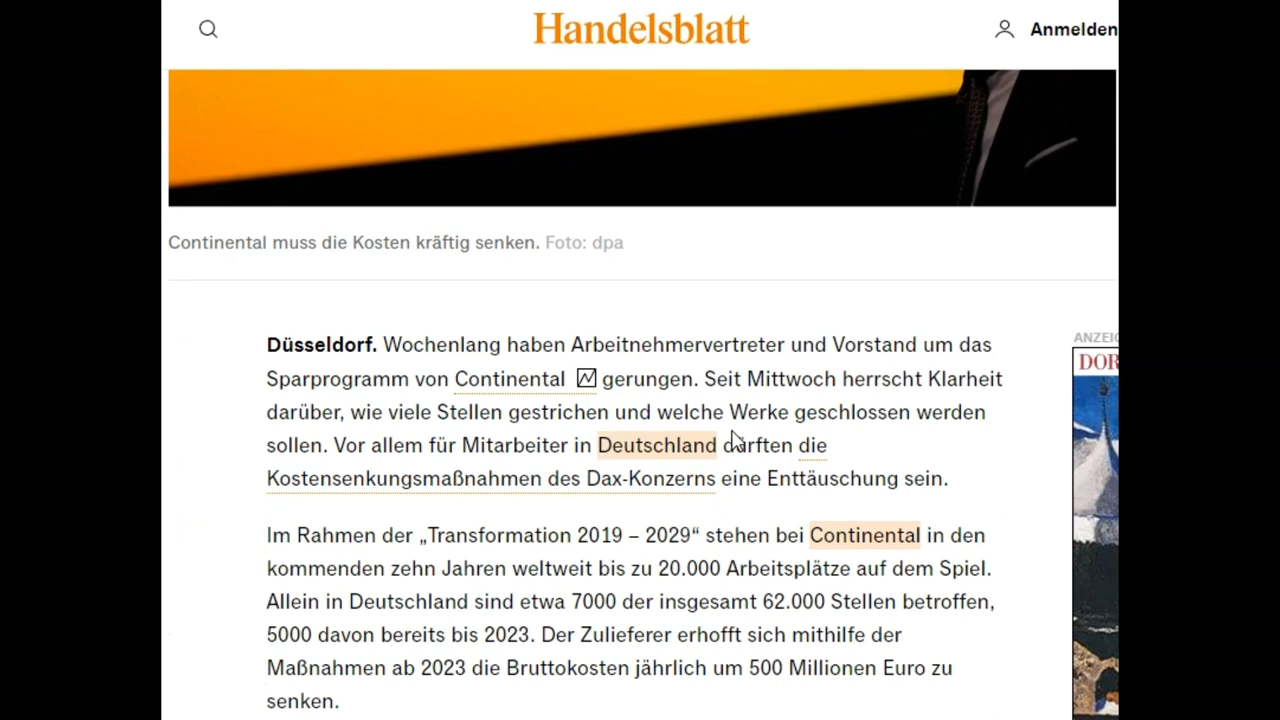 Handelsblatt
Anmelden
Continental muss die Kosten kräftig senken. Foto: dpa
Düsseldorf. Wochenlang haben Arbeitnehmervertreter und Vorstand um das
Sparprogramm von Continental gerungen. Seit Mittwoch herrscht Klarheit
darüber, wie viele Stellen gestrichen und welche Werke geschlossen werden
sollen. Vor allem für Mitarbeiter in Deutschland dürften die
Kostensenkungsmaßnahmen des Dax-Konzerns eine Enttäuschung sein.
Im Rahmen der „Transformation 2019 – 2029“ stehen bei Continental in den
kommenden zehn Jahren weltweit bis zu 20.000 Arbeitsplätze auf dem Spiel.
Allein in Deutschland sind etwa 7000 der insgesamt 62.000 Stellen betroffen,
5000 davon bereits bis 2023. Der Zulieferer erhofft sich mithilfe der
Maßnahmen ab 2023 die Bruttokosten jährlich um 500 Millionen Euro zu
senken.
ANZEI
DOR